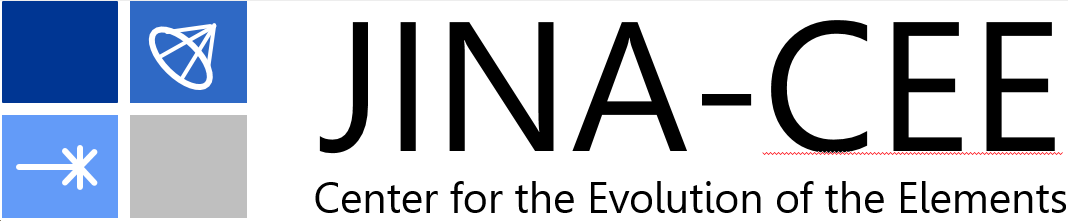 JINA-CEE
Center for the Evolution of the Elements